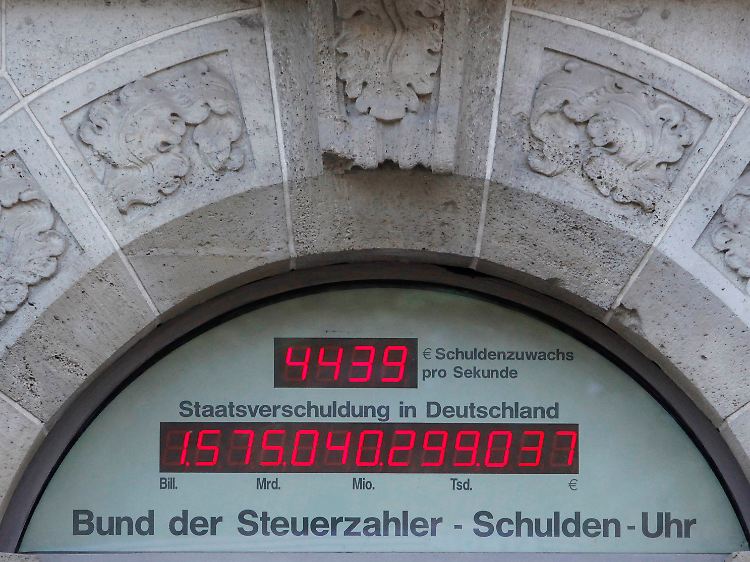 4439 € Schuldenzuwachs
pro Sekunde
Staatsverschuldung in Deutschland
1.575.040.299.037
Bill. Mrd. Mio. Tsd. €
Bund der Steuerzahler - Schulden - Uhr